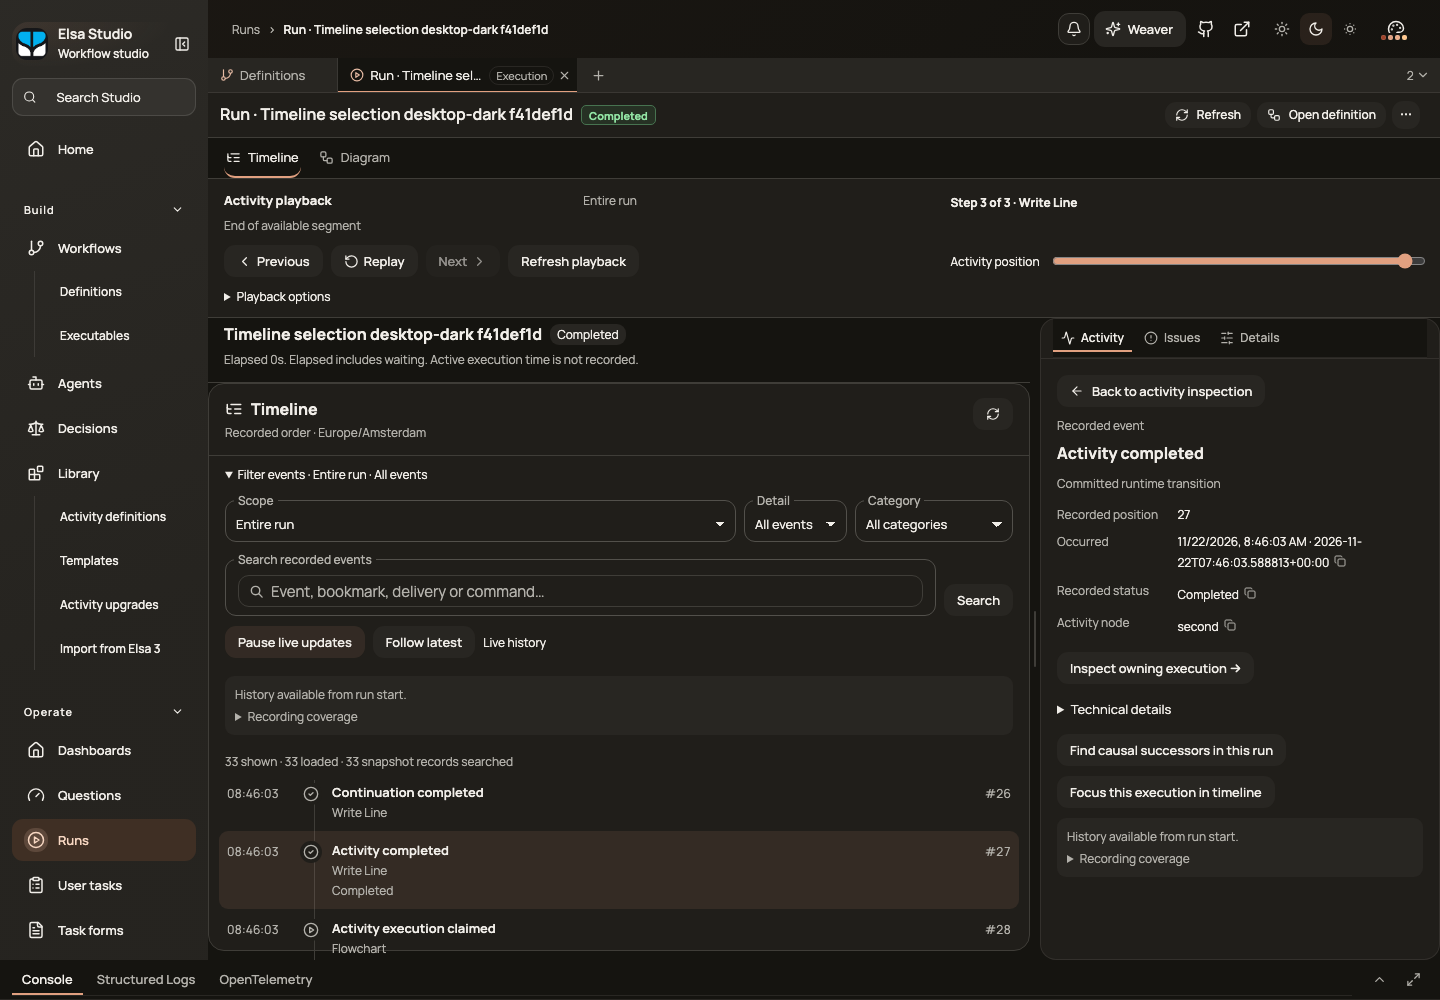 Elsa Studio
Workflow studio
Search Studio
Home
Build
Workflows
Definitions
Executables
Agents
Decisions
Library
Activity definitions
Templates
Activity upgrades
Import from Elsa 3
Operate
Dashboards
Questions
Runs
User tasks
Task forms
Runs › Run · Timeline selection desktop-dark f41def1d
Weaver
Definitions
Run · Timeline sel... Execution
2
Run · Timeline selection desktop-dark f41def1d Completed
Refresh
Open definition
Timeline
Diagram
Activity playback
Entire run
Step 3 of 3 · Write Line
End of available segment
Previous
Replay
Next
Refresh playback
Activity position
Playback options
Timeline selection desktop-dark f41def1d Completed
Elapsed 0s. Elapsed includes waiting. Active execution time is not recorded.
Timeline
Recorded order · Europe/Amsterdam
Filter events · Entire run · All events
Scope
Entire run
Detail
All events
Category
All categories
Search recorded events
Event, bookmark, delivery or command...
Search
Pause live updates
Follow latest
Live history
History available from run start.
Recording coverage
33 shown · 33 loaded · 33 snapshot records searched
08:46:03 Continuation completed #26
Write Line
08:46:03 Activity completed #27
Write Line
Completed
08:46:03 Activity execution claimed #28
Flowchart
Activity
Issues
Details
Back to activity inspection
Recorded event
Activity completed
Committed runtime transition
Recorded position 27
Occurred 11/22/2026, 8:46:03 AM · 2026-11-
22T07:46:03.588813+00:00
Recorded status Completed
Activity node second
Inspect owning execution →
Technical details
Find causal successors in this run
Focus this execution in timeline
History available from run start.
Recording coverage
Console
Structured Logs
OpenTelemetry